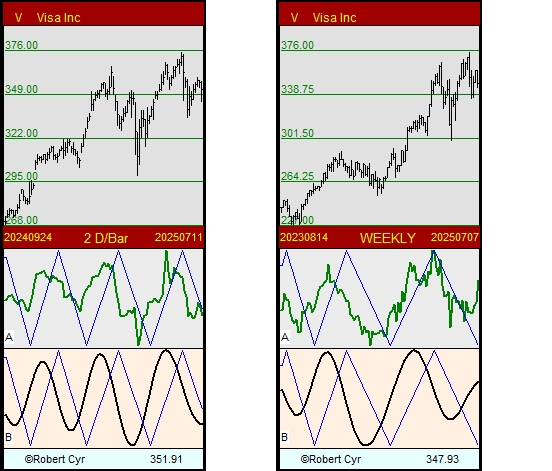 V Visa Inc
376.00
349.00
322.00
295.00
268.00
20240924 2 D/Bar 20250711
A
B
©Robert Cyr 351.91
V Visa Inc
376.00
338.75
301.50
264.25
20230814 WEEKLY 20250707
A
B
©Robert Cyr 347.93